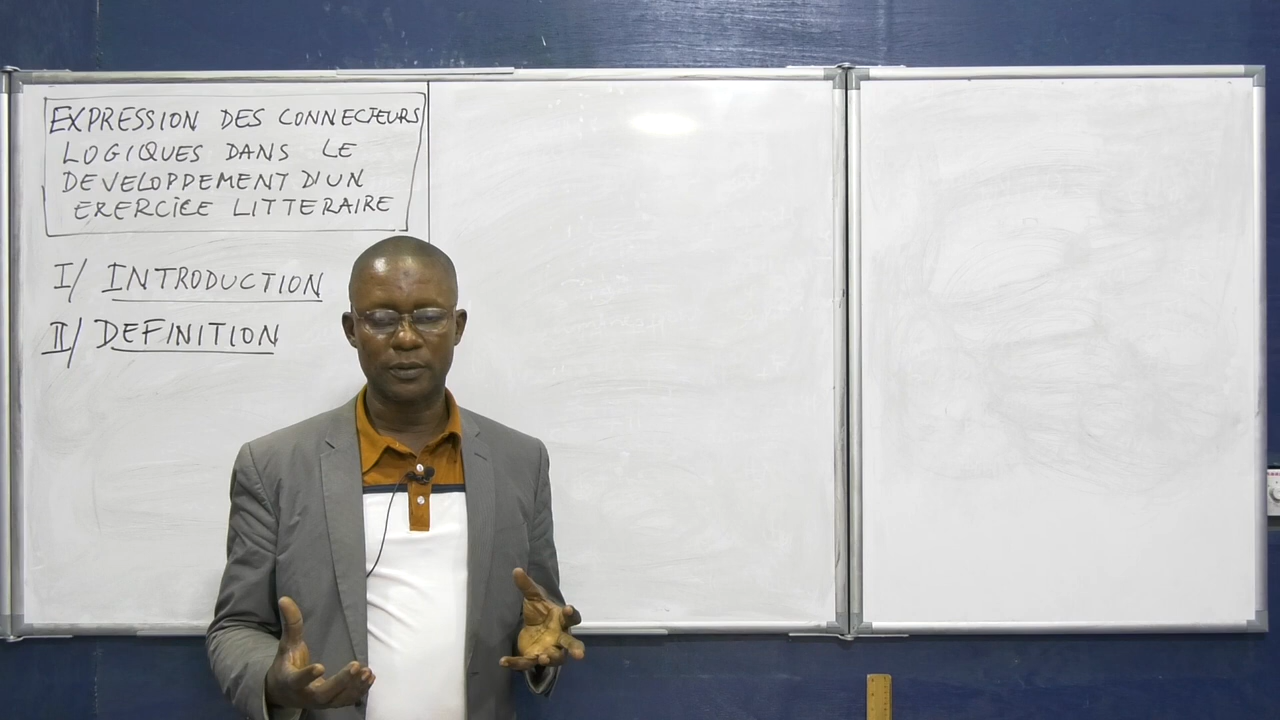 EXPRESSION DES CONNECTEURS
LOGIQUES DANS LE
DEVELOPPEMENT D'UN
EXERCICE LITTERAIRE
I/ INTRODUCTION
II/ DEFINITION